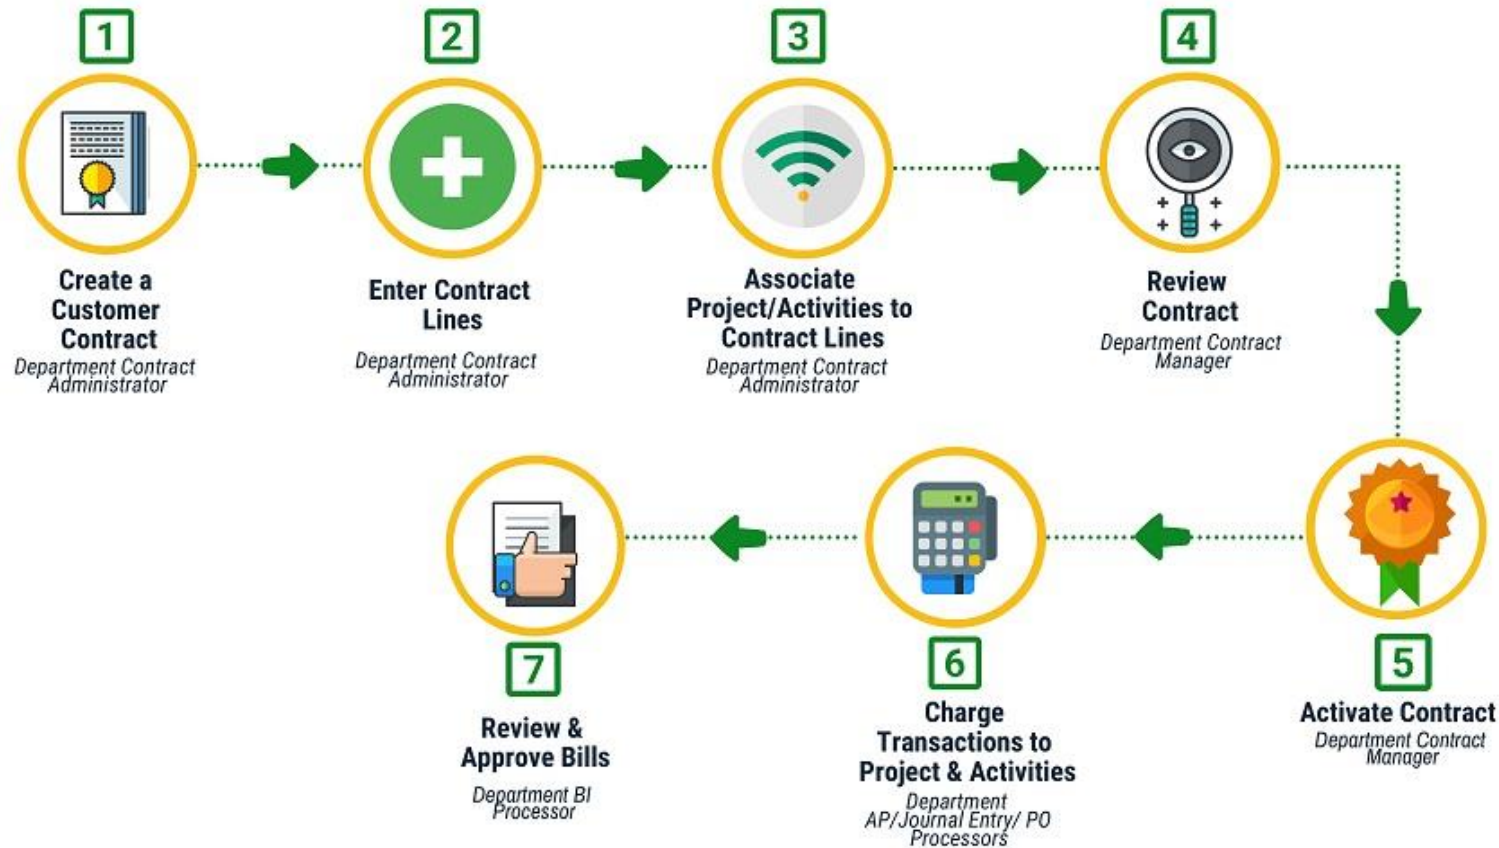 1
Create a
Customer
Contract
Department Contract
Administrator
2
Enter Contract
Lines
Department Contract
Administrator
3
Associate
Project/Activities to
Contract Lines
Department Contract
Administrator
4
Review
Contract
Department Contract
Manager
5
Activate Contract
Department Contract
Manager
6
Charge
Transactions to
Project & Activities
Department
AP/Journal Entry/ PO
Processors
7
Review &
Approve Bills
Department BI
Processor